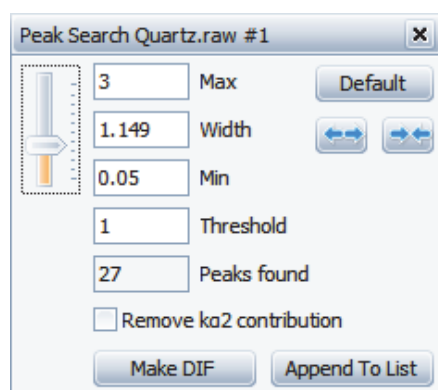 Peak Search Quartz.raw #1
3 Max Default
1.149 Width
0.05 Min
1 Threshold
27 Peaks found
Remove kα2 contribution
Make DIF Append To List